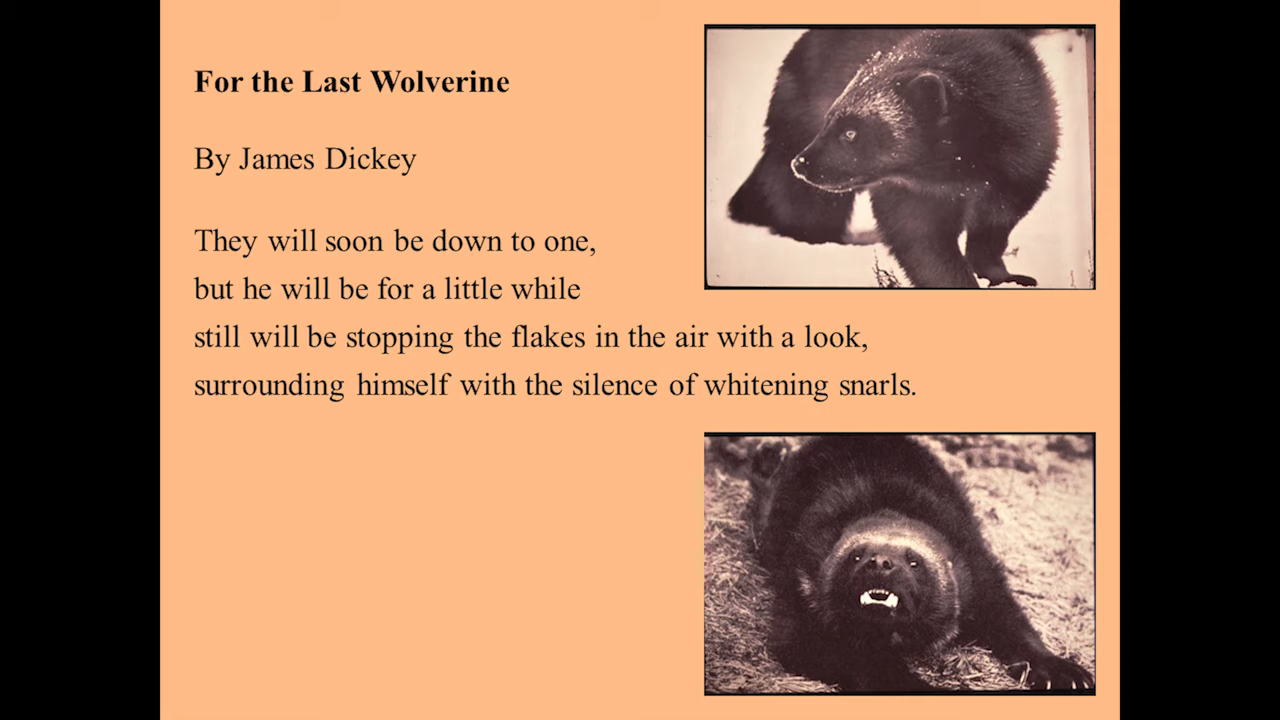 For the Last Wolverine
By James Dickey
They will soon be down to one,
but he will be for a little while
still will be stopping the flakes in the air with a look,
surrounding himself with the silence of whitening snarls.